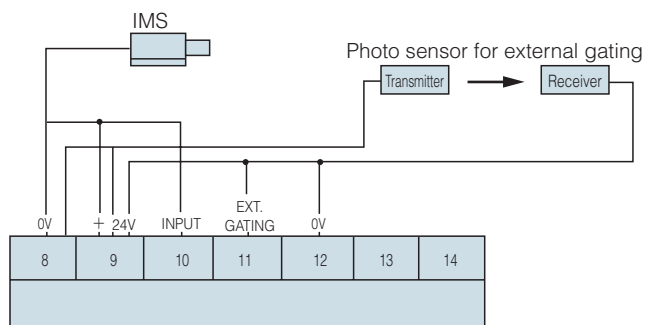 IMS
Photo sensor for external gating
Transmitter
Receiver
0V
+ 24V
INPUT
EXT.
GATING
0V
8 9 10 11 12 13 14